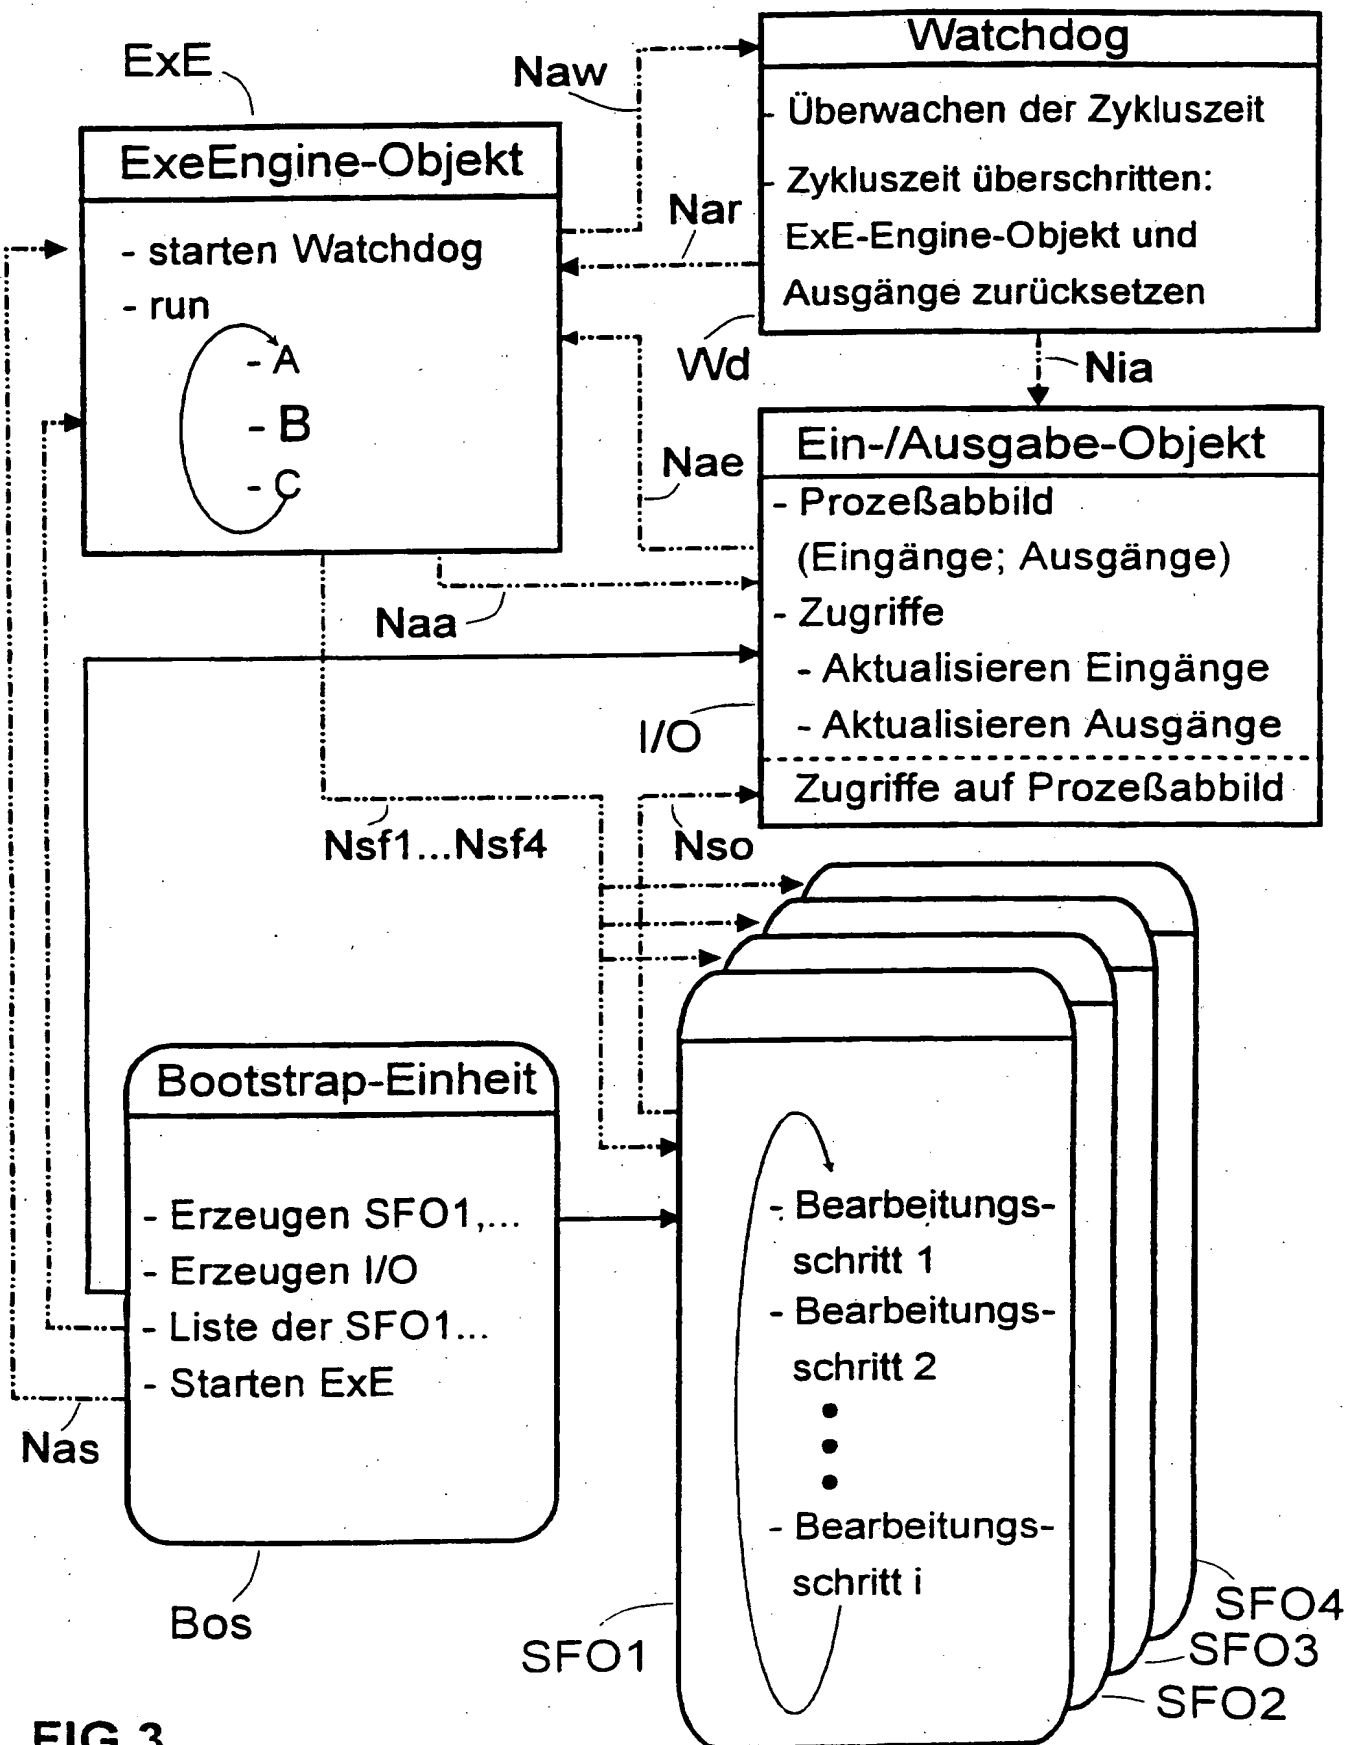 ExE
Naw
Watchdog
- Überwachen der Zykluszeit
- Zykluszeit überschritten:
ExE-Engine-Objekt und
Ausgänge zurücksetzen
ExeEngine-Objekt
- starten Watchdog
- run
- A
- B
- C
Nar
Wd
Nia
Nae
Ein-/Ausgabe-Objekt
- Prozeßabbild
(Eingänge; Ausgänge)
- Zugriffe
- Aktualisieren Eingänge
- Aktualisieren Ausgänge
Zugriffe auf Prozeßabbild
Naa
I/O
Nsf1...Nsf4
Nso
Bootstrap-Einheit
- Erzeugen SFO1,...
- Erzeugen I/O
- Liste der SFO1...
- Starten ExE
Nas
Bos
- Bearbeitungs-
schritt 1
- Bearbeitungs-
schritt 2
- Bearbeitungs-
schritt i
SFO1
SFO4
SFO3
SFO2
FIG 3